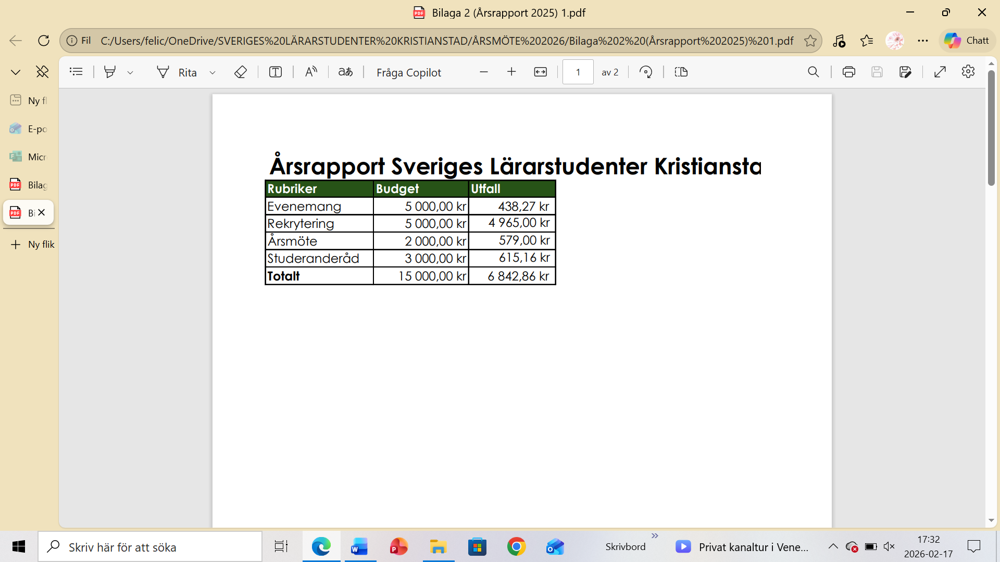 Bilaga 2 (Årsrapport 2025) 1.pdf
Fil C:/Users/felic/OneDrive/SVERIGES%20LÄRARSTUDENTER%20KRISTIANSTAD/ÅRSMÖTE%202026/Bilaga%202%20(Årsrapport%202025)%201.pdf
Chatt
Rita
aあ
Fråga Copilot
1 av 2
Ny fl
E-po
Micr
Bilag
Bi
Ny flik
Årsrapport Sveriges Lärarstudenter Kristiansta
Rubriker Budget Utfall
Evenemang 5 000,00 kr 438,27 kr
Rekrytering 5 000,00 kr 4 965,00 kr
Årsmöte 2 000,00 kr 579,00 kr
Studeranderåd 3 000,00 kr 615,16 kr
Totalt 15 000,00 kr 6 842,86 kr
Skriv här för att söka
Skrivbord
Privat kanaltur i Vene...
17:32
2026-02-17